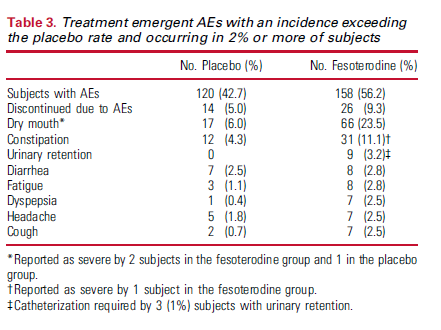 Table 3. Treatment emergent AEs with an incidence exceeding
the placebo rate and occurring in 2% or more of subjects
No. Placebo (%) No. Fesoterodine (%)
Subjects with AEs 120 (42.7) 158 (56.2)
Discontinued due to AEs 14 (5.0) 26 (9.3)
Dry mouth* 17 (6.0) 66 (23.5)
Constipation 12 (4.3) 31 (11.1)†
Urinary retention 0 9 (3.2)‡
Diarrhea 7 (2.5) 8 (2.8)
Fatigue 3 (1.1) 8 (2.8)
Dyspepsia 1 (0.4) 7 (2.5)
Headache 5 (1.8) 7 (2.5)
Cough 2 (0.7) 7 (2.5)
*Reported as severe by 2 subjects in the fesoterodine group and 1 in the placebo
group.
†Reported as severe by 1 subject in the fesoterodine group.
‡Catheterization required by 3 (1%) subjects with urinary retention.